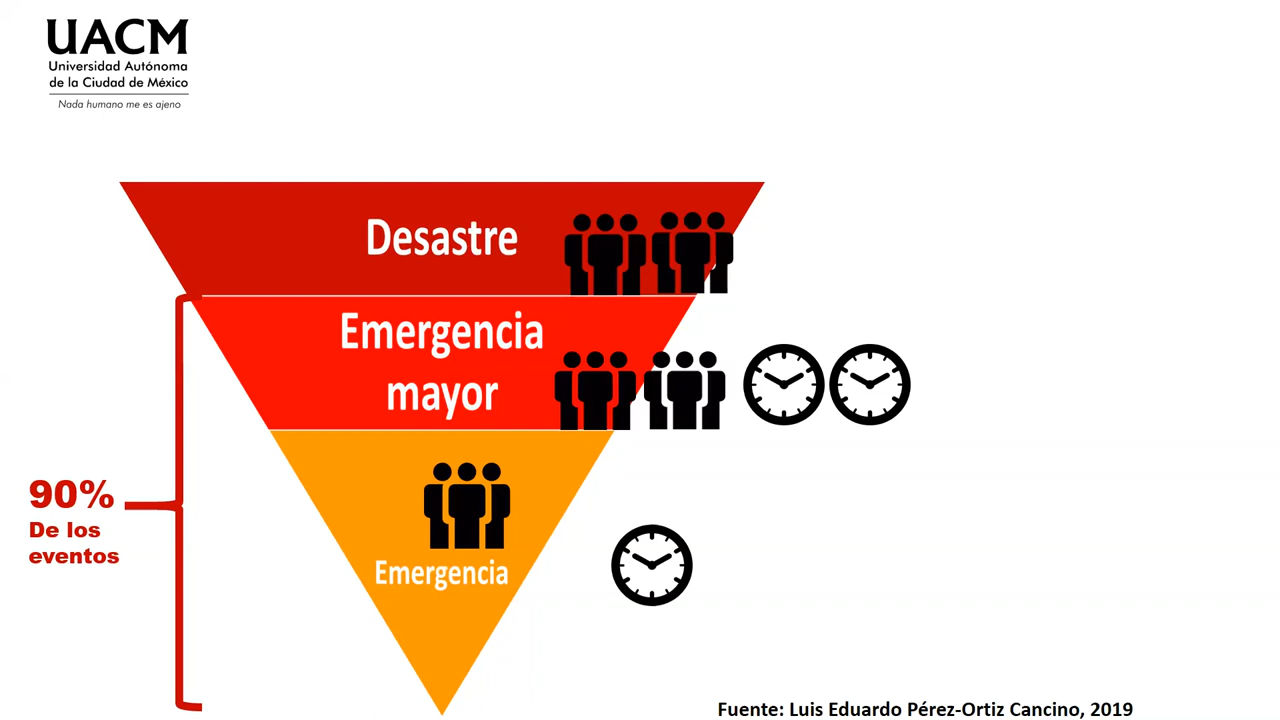 UACM
Universidad Autónoma
de la Ciudad de México
Nada humano me es ajeno
Desastre
Emergencia
mayor
Emergencia
90%
De los
eventos
Fuente: Luis Eduardo Pérez-Ortiz Cancino, 2019